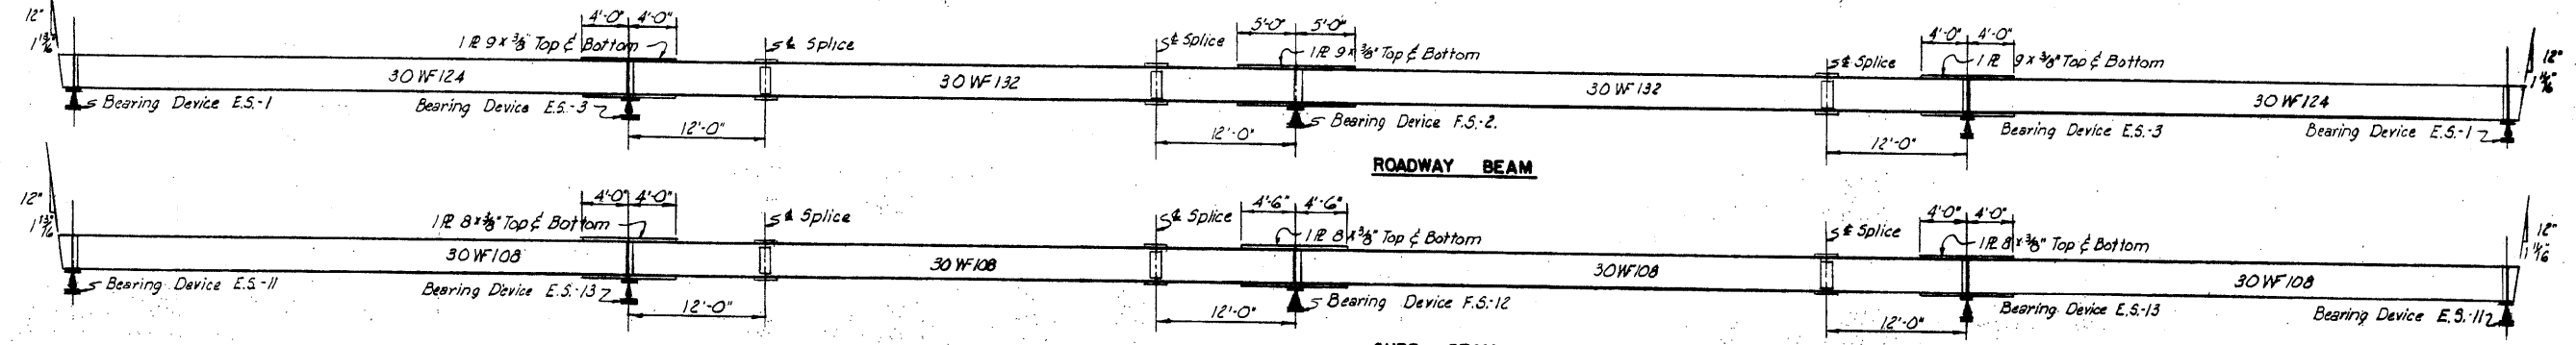 12"
1 13/16"
4'-0" 4'-0"
1 PL 9 x 3/8" Top & Bottom
℄ Splice
℄ Splice
5'-0" 5'-0"
1 PL 9 x 3/8" Top & Bottom
℄ Splice
4'-0" 4'-0"
1 PL 9 x 3/8" Top & Bottom
12"
1 11/16"
30 WF 124
30 WF 132
30 WF 132
30 WF 124
Bearing Device E.S.-1
Bearing Device E.S.-3
12'-0"
12'-0"
Bearing Device F.S.-2.
12'-0"
Bearing Device E.S.-3
Bearing Device E.S.-1
ROADWAY BEAM
12"
1 13/16"
4'-0" 4'-0"
1 PL 8 x 3/8" Top & Bottom
℄ Splice
℄ Splice
4'-6" 4'-6"
1 PL 8 x 3/8" Top & Bottom
℄ Splice
4'-0" 4'-0"
1 PL 8 x 3/8" Top & Bottom
12"
1 11/16"
30 WF 108
30 WF 108
30 WF 108
30 WF 108
Bearing Device E.S.-11
Bearing Device E.S.-13
12'-0"
12'-0"
Bearing Device F.S.-12
12'-0"
Bearing Device E.S.-13
Bearing Device E.S.-11